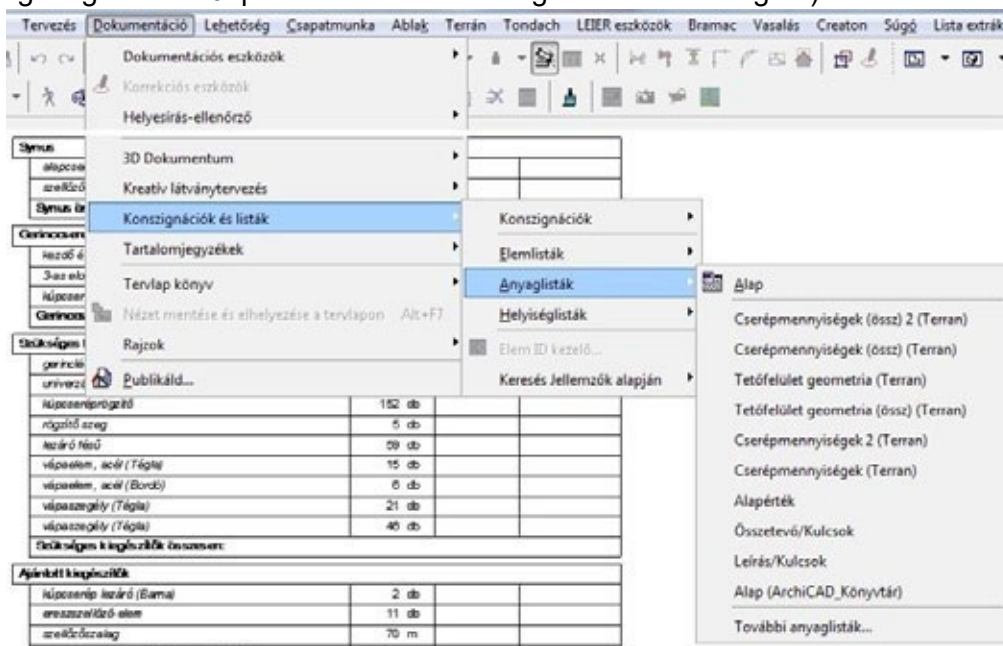 Tervezés Dokumentáció Lehetőség Csapatmunka Ablak Terrán Tondach LEIER eszközök Bramac Vasalás Creaton Súgó Lista extrák
Dokumentációs eszközök
Korrekciós eszközök
Helyesírás-ellenőrző
3D Dokumentum
Kreatív látványtervezés
Konszignációk és listák
Tartalomjegyzékek
Tervlap könyv
Nézet mentése és elhelyezése a tervlapon Alt+F7
Rajzok
Publikáld...
Konszignációk
Elemlisták
Anyaglisták
Helyiséglisták
Elem ID kezelő...
Keresés Jellemzők alapján
Alap
Cserépmennyiségek (össz) 2 (Terran)
Cserépmennyiségek (össz) (Terran)
Tetőfelület geometria (Terran)
Tetőfelület geometria (össz) (Terran)
Cserépmennyiségek 2 (Terran)
Cserépmennyiségek (Terran)
Alapérték
Összetevő/Kulcsok
Leírás/Kulcsok
Alap (ArchiCAD_Könyvtár)
További anyaglisták...
Synus
kúpcseréprögzítő 152 db
rögzítő szeg 5 db
lezáró fésű 59 db
vápaelem, acél (Tégla) 15 db
vápaelem, acél (Bordó) 6 db
vápaszegély (Tégla) 21 db
vápaszegély (Tégla) 46 db
Szükséges kiegészítők összesen:
Ajánlott kiegészítők
kúpcserép lezáró (Barna) 2 db
ereszszellőző elem 11 db
szellőzőszalag 70 m